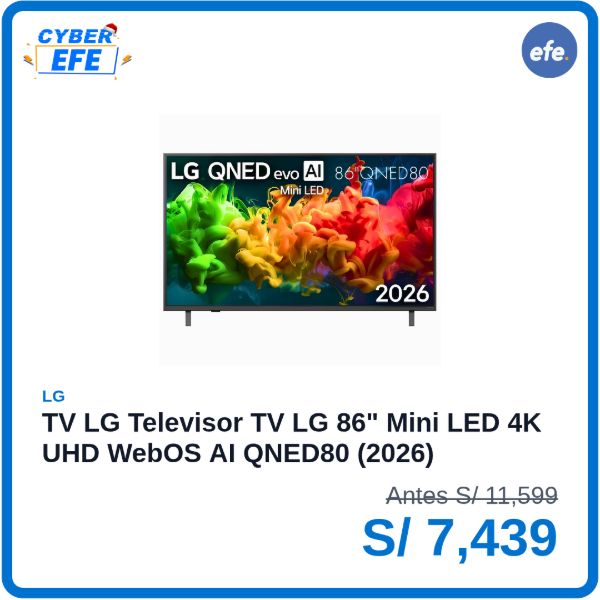 CYBER
EFE
efe.
LG QNED evo AI 86"QNED80
Mini LED
2026
LG
TV LG Televisor TV LG 86" Mini LED 4K
UHD WebOS AI QNED80 (2026)
Antes S/ 11,599
S/ 7,439